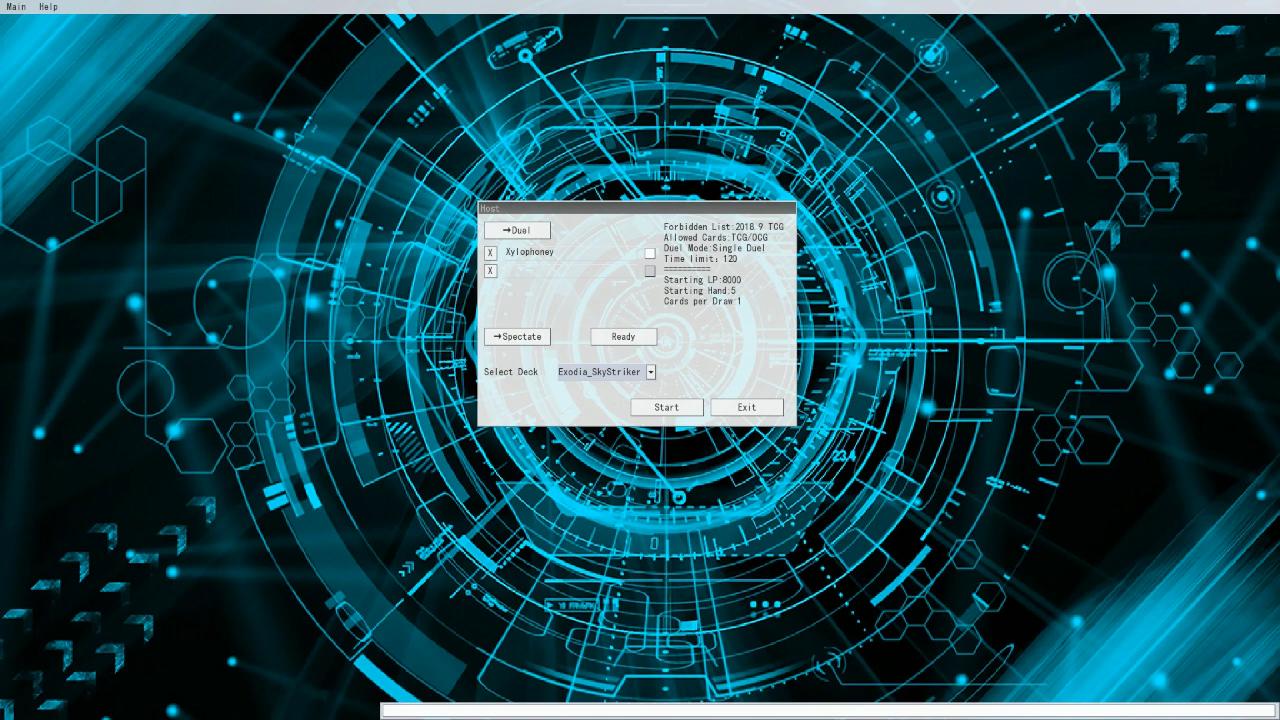 Main Help
Host
→Duel
X Xylophoney
X
Forbidden List:2018.9 TCG
Allowed Cards:TCG/OCG
Duel Mode:Single Duel
Time limit: 120
==========
Starting LP:8000
Starting Hand:5
Cards per Draw:1
→Spectate
Ready
Select Deck
Exodia_SkyStriker
Start
Exit
234